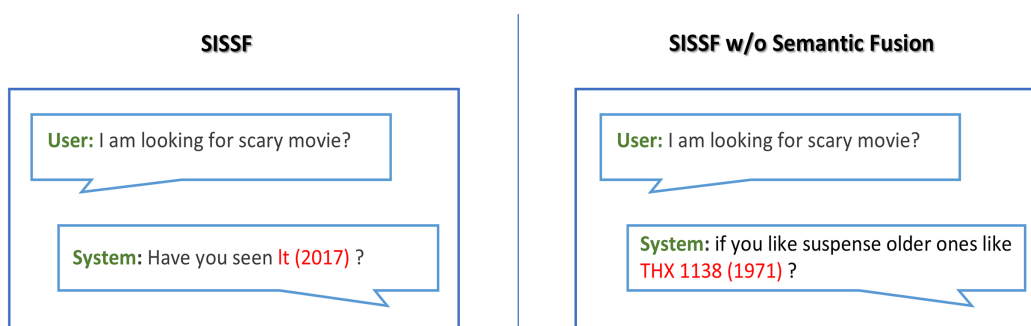 SISSF
User: I am looking for scary movie?
System: Have you seen lt (2017) ?
SISSF w/o Semantic Fusion
User: I am looking for scary movie?
System: if you like suspense older ones like
THX 1138 (1971) ?